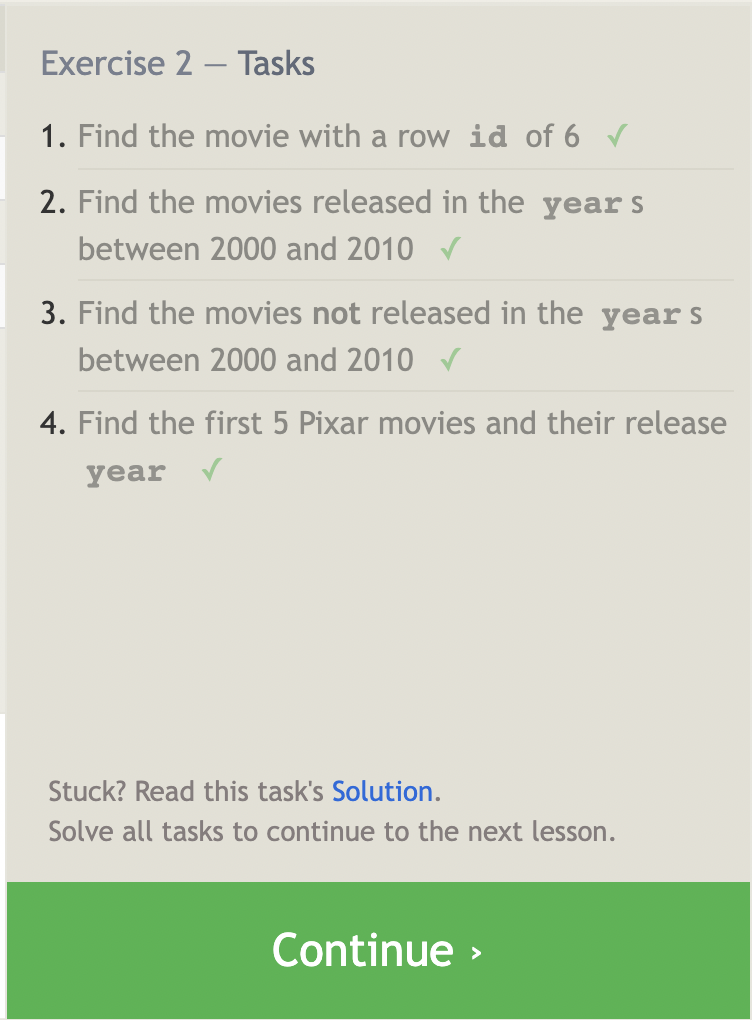 Exercise 2 — Tasks
1. Find the movie with a row id of 6 ✓
2. Find the movies released in the year s
between 2000 and 2010 ✓
3. Find the movies not released in the year s
between 2000 and 2010 ✓
4. Find the first 5 Pixar movies and their release
year ✓
Stuck? Read this task's Solution.
Solve all tasks to continue to the next lesson.
Continue ›